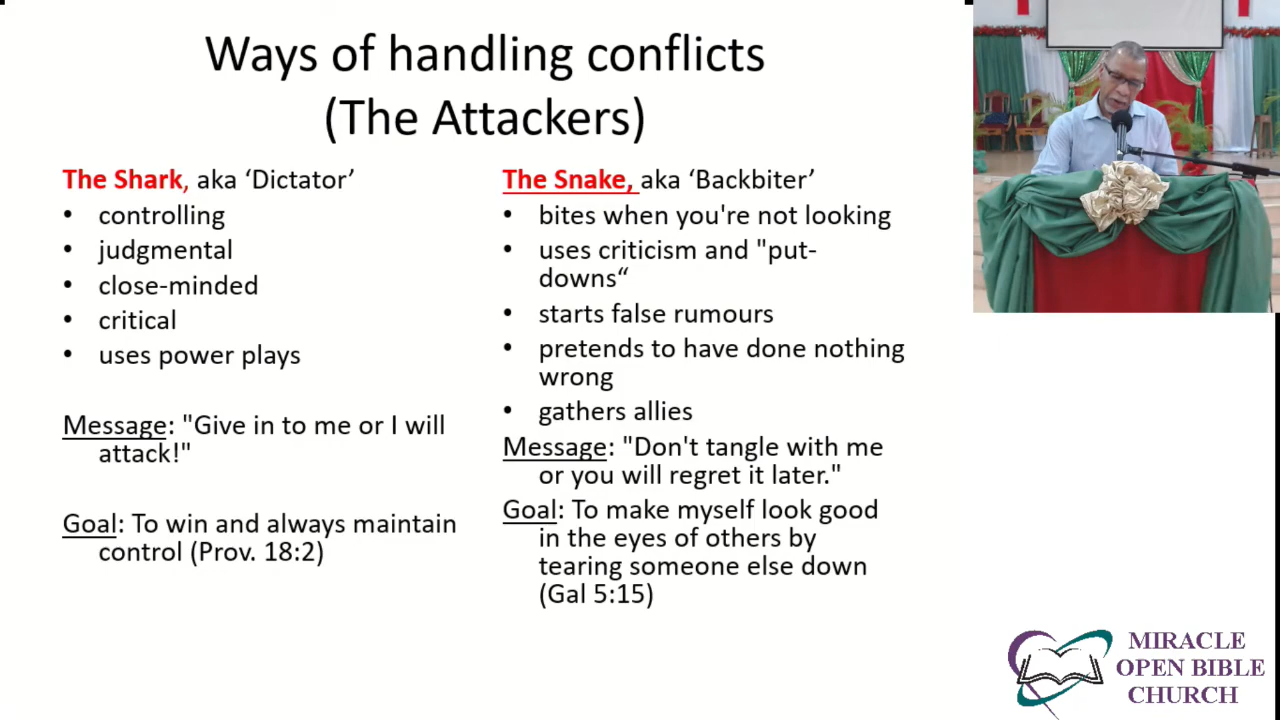 Ways of handling conflicts
(The Attackers)
The Shark, aka ‘Dictator’
• controlling
• judgmental
• close-minded
• critical
• uses power plays
Message: "Give in to me or I will
attack!"
Goal: To win and always maintain
control (Prov. 18:2)
The Snake, aka ‘Backbiter’
• bites when you're not looking
• uses criticism and "put-
downs“
• starts false rumours
• pretends to have done nothing
wrong
• gathers allies
Message: "Don't tangle with me
or you will regret it later."
Goal: To make myself look good
in the eyes of others by
tearing someone else down
(Gal 5:15)
MIRACLE
OPEN BIBLE
CHURCH